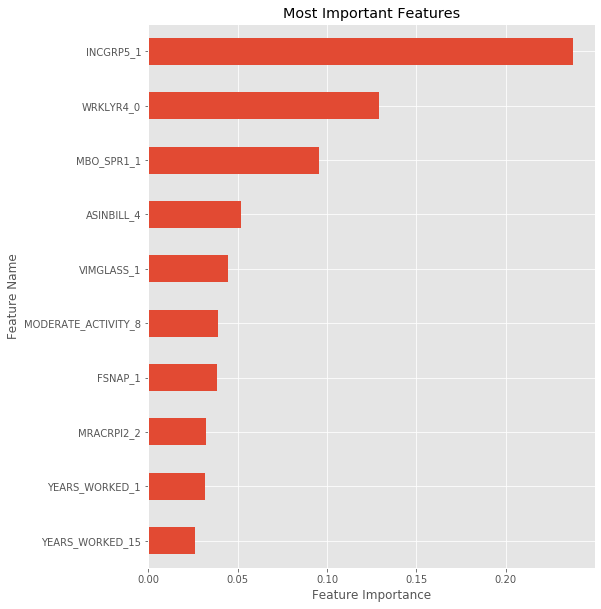 Most Important Features
INCGRP5_1
WRKLYR4_0
MBO_SPR1_1
ASINBILL_4
VIMGLASS_1
MODERATE_ACTIVITY_8
FSNAP_1
MRACRPI2_2
YEARS_WORKED_1
YEARS_WORKED_15
Feature Name
0.00 0.05 0.10 0.15 0.20
Feature Importance